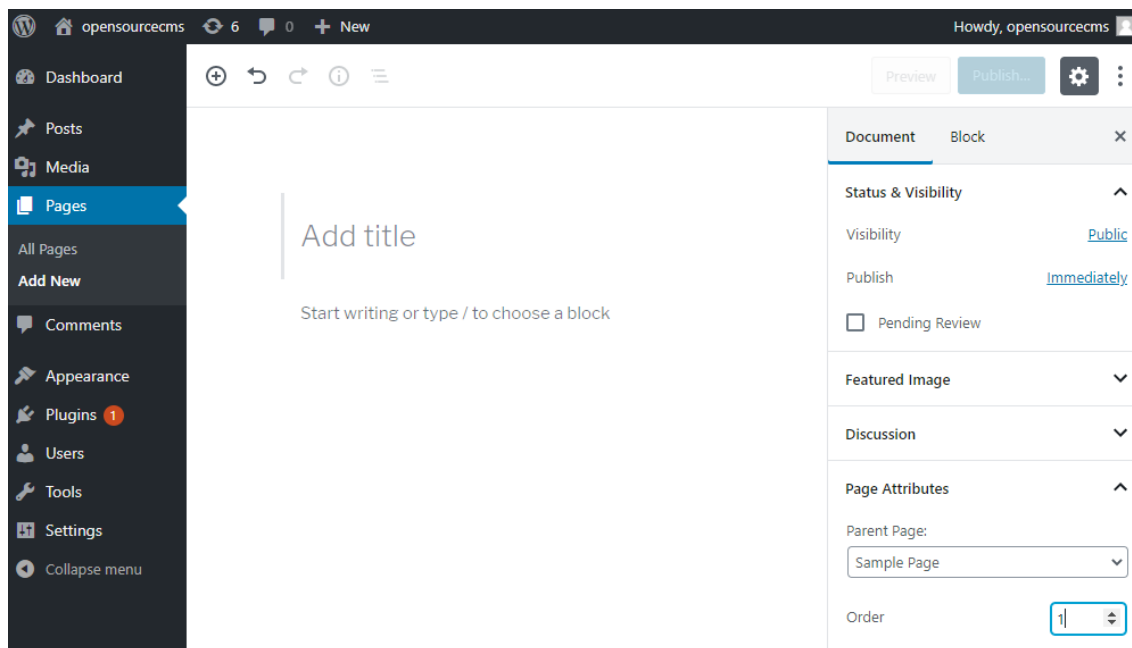 opensourcecms 6 0 New Howdy, opensourcecms
Dashboard
Posts
Media
Pages
All Pages
Add New
Comments
Appearance
Plugins 1
Users
Tools
Settings
Collapse menu
Preview Publish...
Add title
Start writing or type / to choose a block
Document Block
Status & Visibility
Visibility Public
Publish Immediately
Pending Review
Featured Image
Discussion
Page Attributes
Parent Page:
Sample Page
Order 1